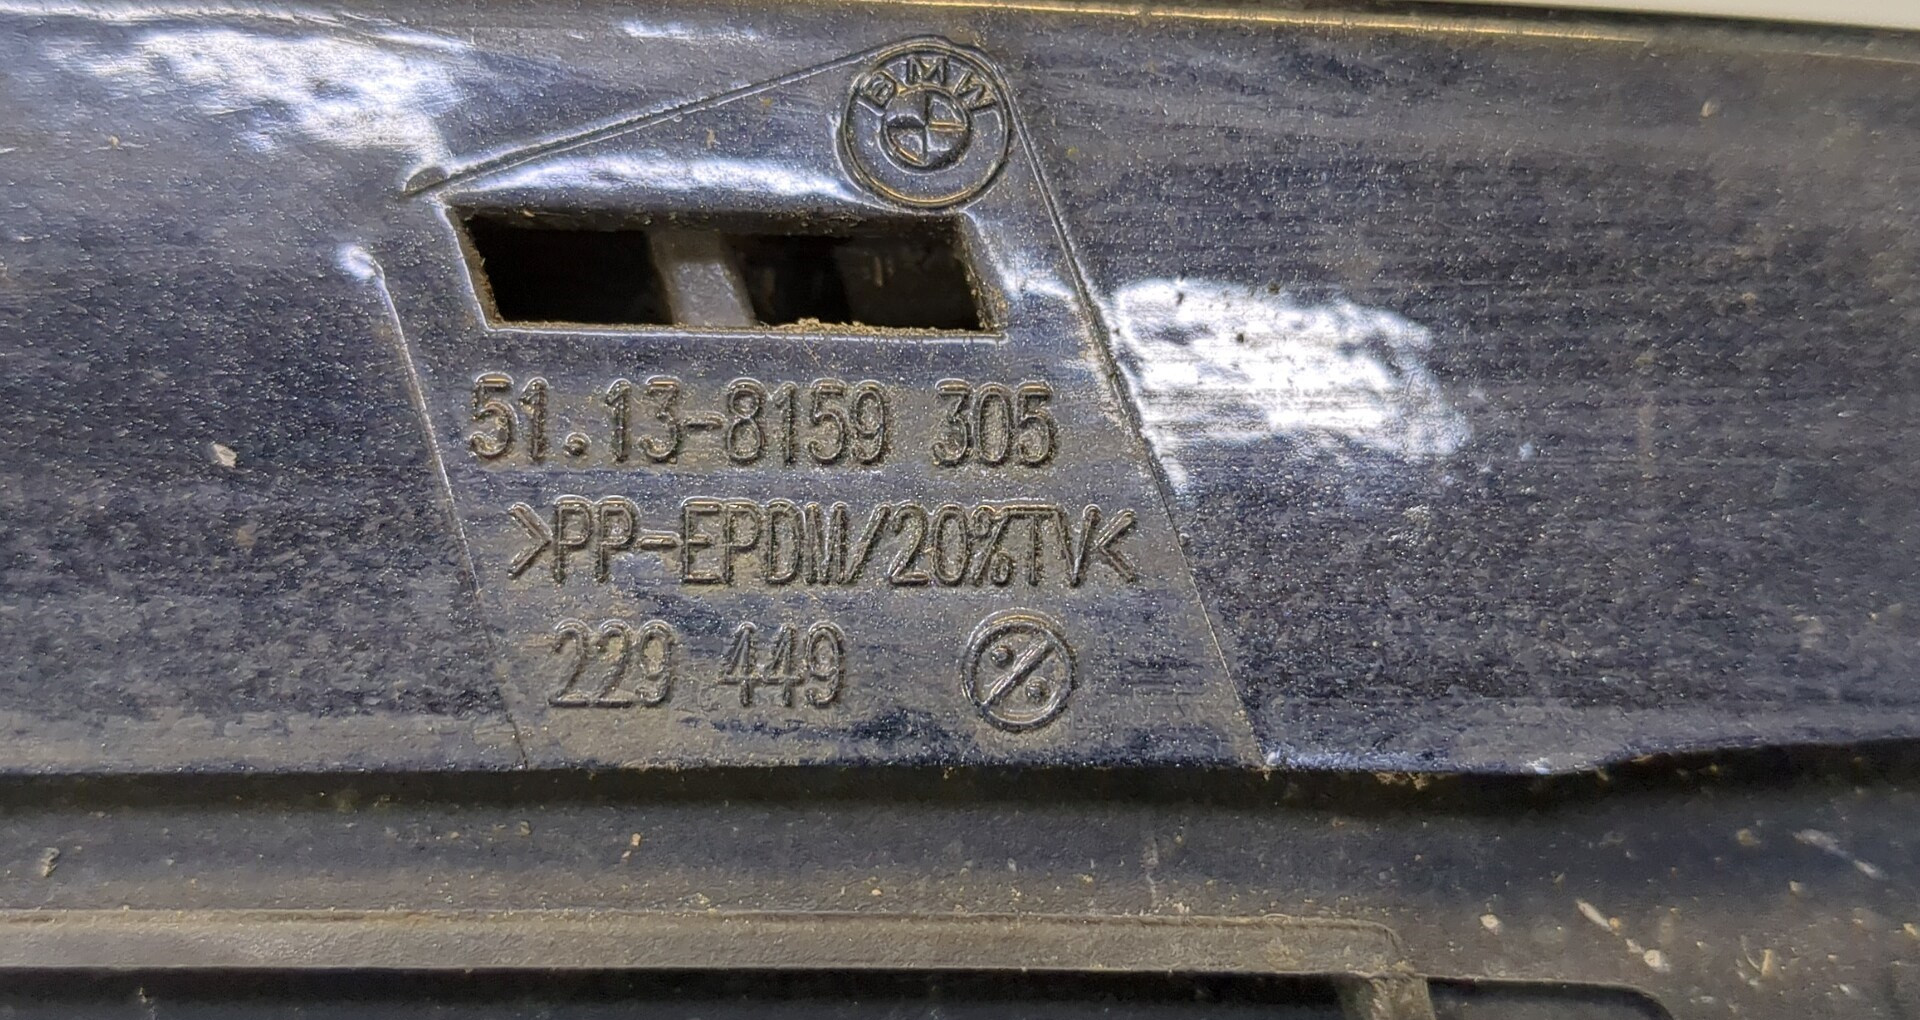 BMW
51.13-8159 305
>PP-EPDM/20%TV<
229 449